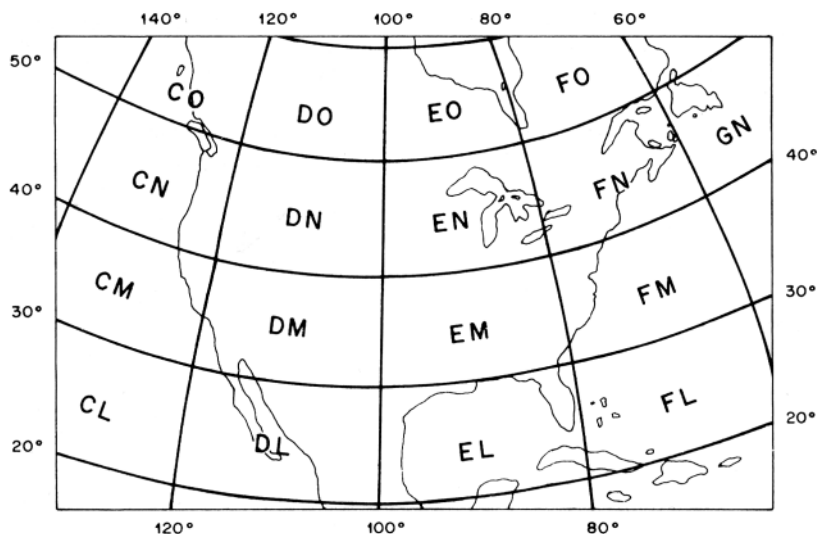 140° 120° 100° 80° 60°
50°
CO DO EO FO
GN
40° 40°
CN DN EN FN
30° 30°
CM DM EM FM
20° 20°
CL DL EL FL
120° 100° 80°